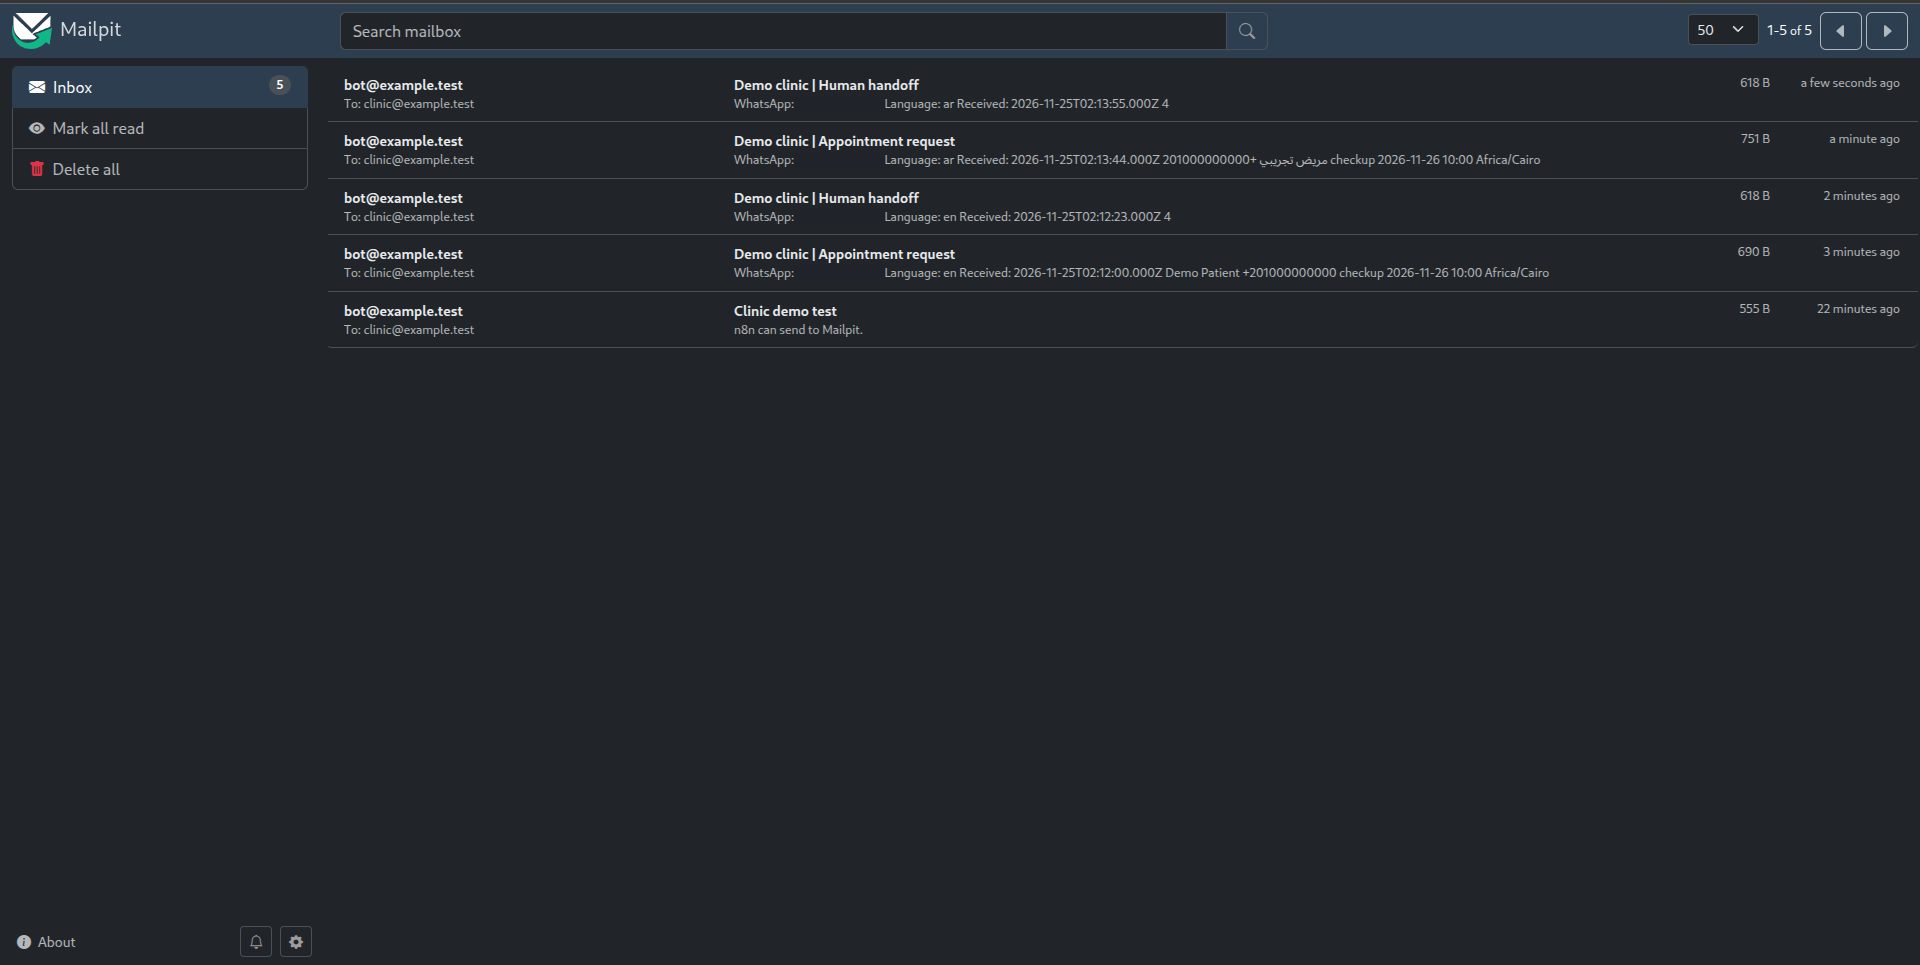 Mailpit
Search mailbox
50
1-5 of 5
Inbox
5
Mark all read
Delete all
bot@example.test
To: clinic@example.test
Demo clinic | Human handoff
WhatsApp: Language: ar Received: 2026-11-25T02:13:55.000Z 4
618 B
a few seconds ago
bot@example.test
To: clinic@example.test
Demo clinic | Appointment request
WhatsApp: Language: ar Received: 2026-11-25T02:13:44.000Z مريض تجريبي +201000000000 checkup 2026-11-26 10:00 Africa/Cairo
751 B
a minute ago
bot@example.test
To: clinic@example.test
Demo clinic | Human handoff
WhatsApp: Language: en Received: 2026-11-25T02:12:23.000Z 4
618 B
2 minutes ago
bot@example.test
To: clinic@example.test
Demo clinic | Appointment request
WhatsApp: Language: en Received: 2026-11-25T02:12:00.000Z Demo Patient +201000000000 checkup 2026-11-26 10:00 Africa/Cairo
690 B
3 minutes ago
bot@example.test
To: clinic@example.test
Clinic demo test
n8n can send to Mailpit.
555 B
22 minutes ago
About